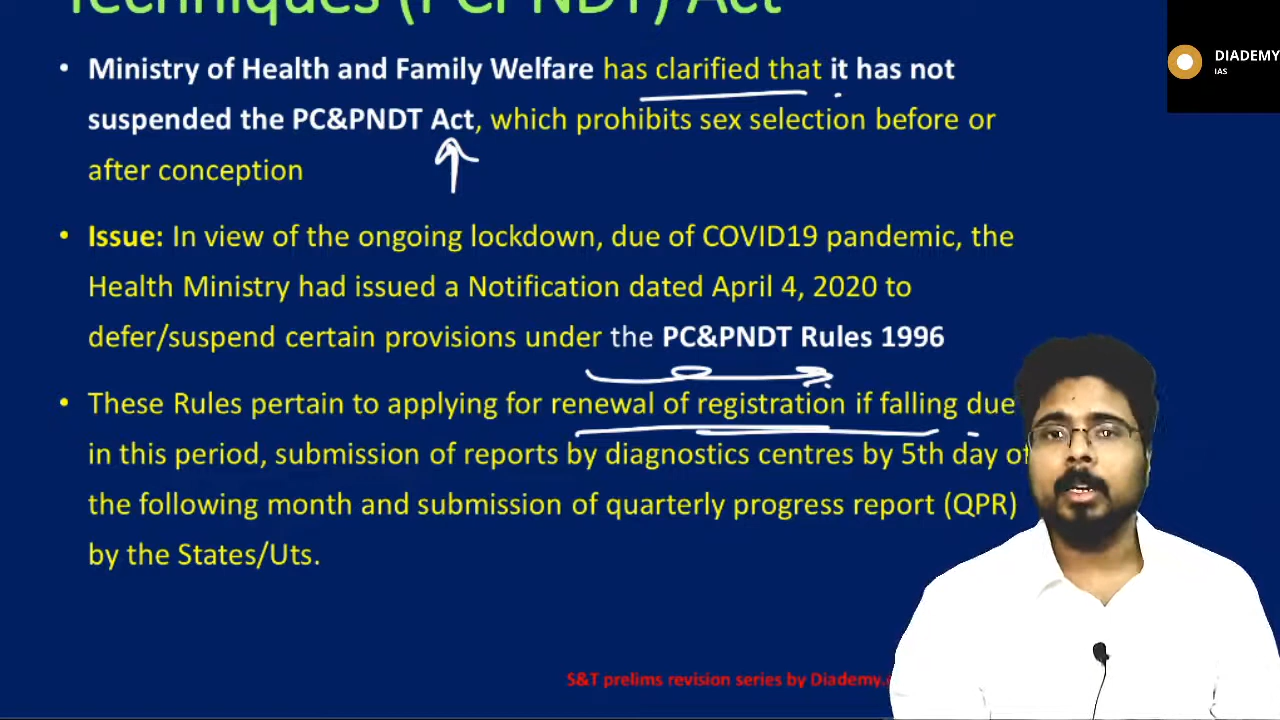 Techniques (PCPNDT) Act
DIADEMY
IAS
• Ministry of Health and Family Welfare has clarified that it has not
suspended the PC&PNDT Act, which prohibits sex selection before or
after conception
• Issue: In view of the ongoing lockdown, due of COVID19 pandemic, the
Health Ministry had issued a Notification dated April 4, 2020 to
defer/suspend certain provisions under the PC&PNDT Rules 1996
• These Rules pertain to applying for renewal of registration if falling due
in this period, submission of reports by diagnostics centres by 5th day of
the following month and submission of quarterly progress report (QPR)
by the States/Uts.
S&T prelims revision series by Diademy.